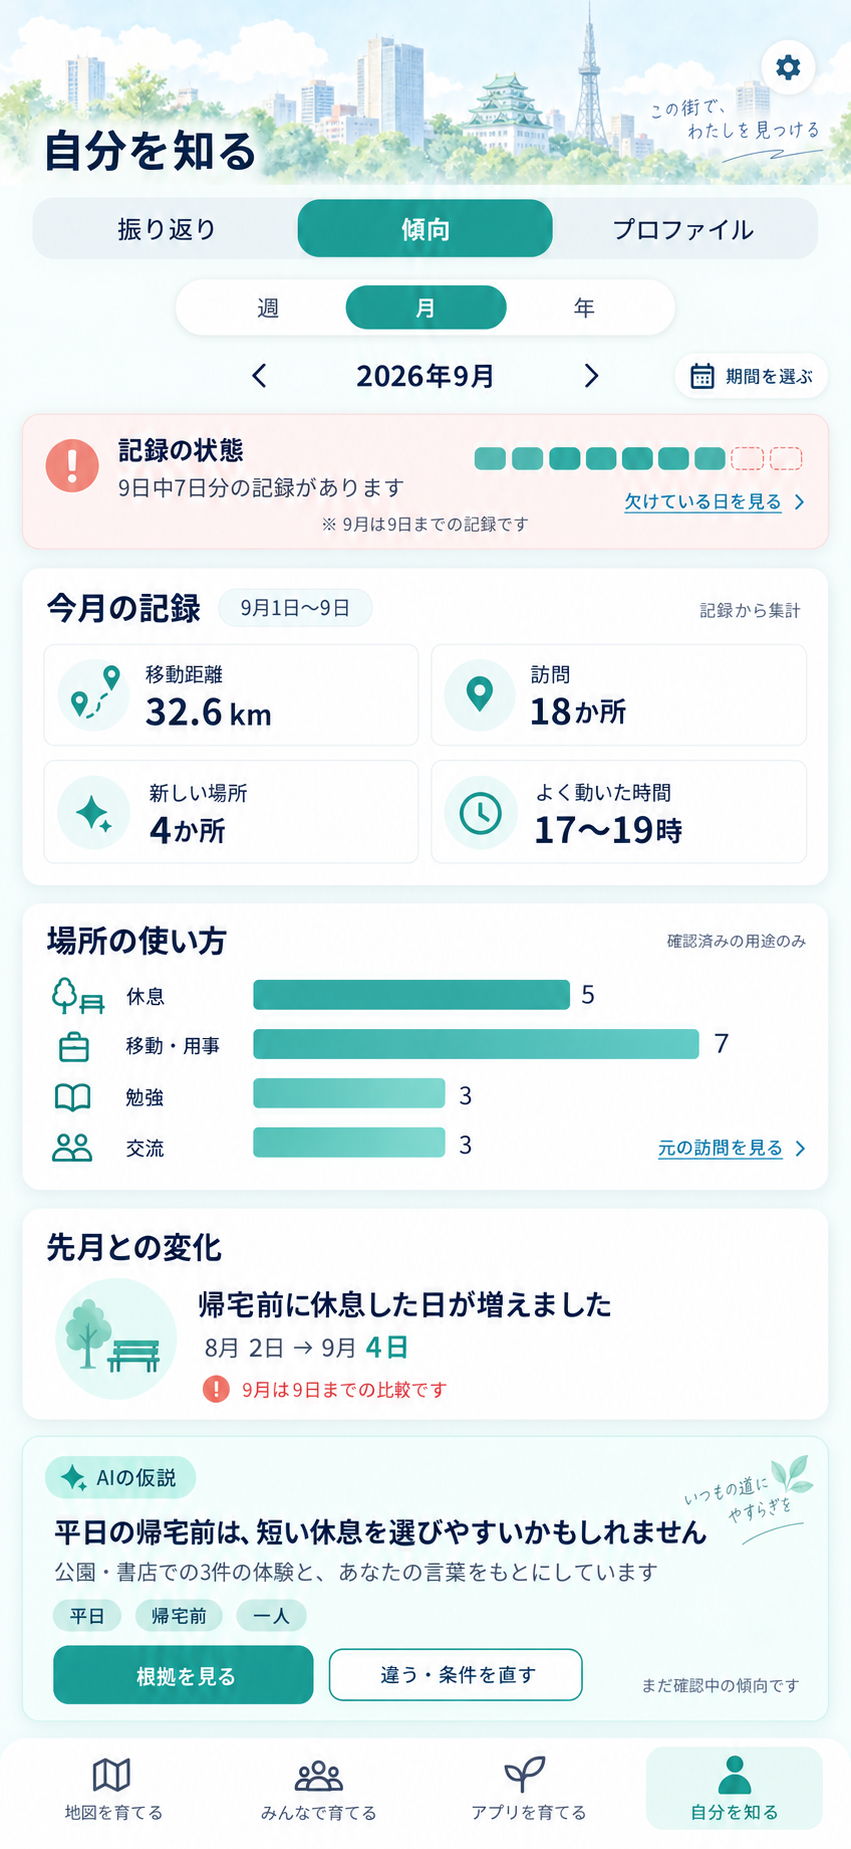 この街で、
わたしを見つける
自分を知る
振り返り
傾向
プロファイル
週
月
年
2026年9月
期間を選ぶ
記録の状態
9日中7日分の記録があります
欠けている日を見る
※ 9月は9日までの記録です
今月の記録
9月1日〜9日
記録から集計
移動距離
32.6 km
訪問
18か所
新しい場所
4か所
よく動いた時間
17〜19時
場所の使い方
確認済みの用途のみ
休息
5
移動・用事
7
勉強
3
交流
3
元の訪問を見る
先月との変化
帰宅前に休息した日が増えました
8月 2日 → 9月 4日
9月は9日までの比較です
AIの仮説
いつもの道に
やすらぎを
平日の帰宅前は、短い休息を選びやすいかもしれません
公園・書店での3件の体験と、あなたの言葉をもとにしています
平日
帰宅前
一人
根拠を見る
違う・条件を直す
まだ確認中の傾向です
地図を育てる
みんなで育てる
アプリを育てる
自分を知る